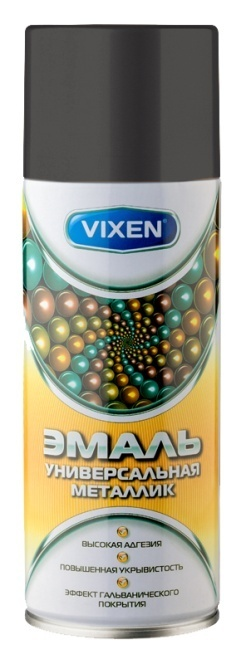 VIXEN
ЭМАЛЬ
УНИВЕРСАЛЬНАЯ
МЕТАЛЛИК
ВЫСОКАЯ АДГЕЗИЯ
ПОВЫШЕННАЯ УКРЫВИСТОСТЬ
ЭФФЕКТ ГАЛЬВАНИЧЕСКОГО
ПОКРЫТИЯ